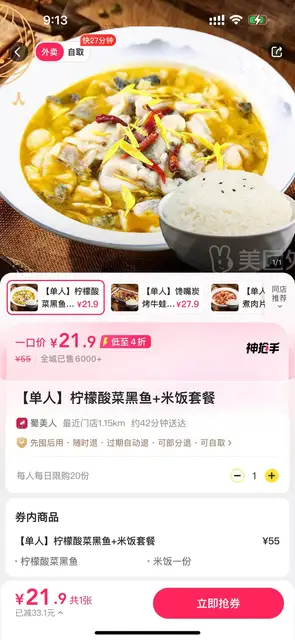 9:13
快27分钟
外卖 自取
美团外
1/1
【单人】柠檬酸菜黑鱼... ¥21.9
【单人】馋嘴炭烤牛蛙... ¥27.9
【单人】煮肉片
同店推荐
一口价 ¥21.9 低至4折
¥55 全城已售6000+
神抢手
【单人】柠檬酸菜黑鱼+米饭套餐
蜀美人 最近门店1.15km 约42分钟送达
先囤后用·随时退·过期自动退·可部分退·可自取
每人每日限购20份
1
券内商品
【单人】柠檬酸菜黑鱼+米饭套餐 ¥55
·柠檬酸菜黑鱼 ·米饭一份
¥21.9 共1张
已减33.1元
立即抢券